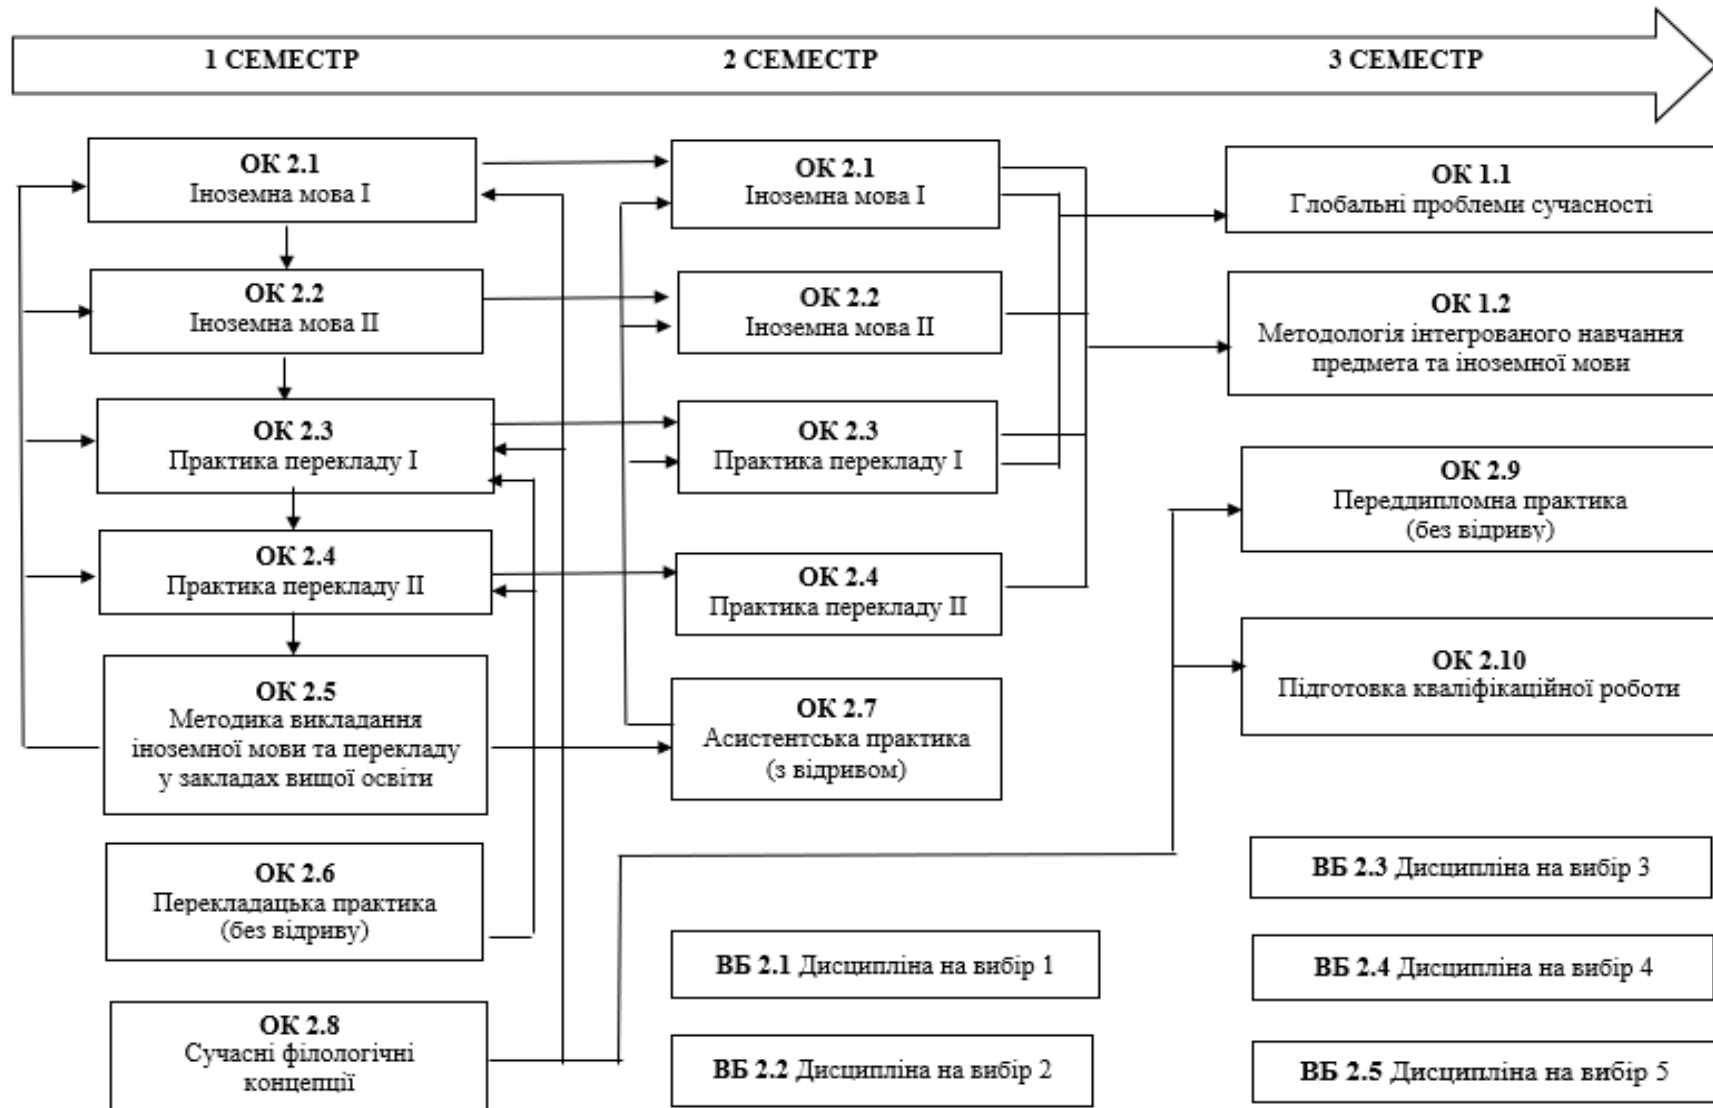 1 СЕМЕСТР
2 СЕМЕСТР
3 СЕМЕСТР
ОК 2.1
Іноземна мова І
ОК 2.2
Іноземна мова ІІ
ОК 2.3
Практика перекладу І
ОК 2.4
Практика перекладу ІІ
ОК 2.5
Методика викладання
іноземної мови та перекладу
у закладах вищої освіти
ОК 2.6
Перекладацька практика
(без відриву)
ОК 2.8
Сучасні філологічні
концепції
ОК 2.1
Іноземна мова І
ОК 2.2
Іноземна мова ІІ
ОК 2.3
Практика перекладу І
ОК 2.4
Практика перекладу ІІ
ОК 2.7
Асистентська практика
(з відривом)
ВБ 2.1 Дисципліна на вибір 1
ВБ 2.2 Дисципліна на вибір 2
ОК 1.1
Глобальні проблеми сучасності
ОК 1.2
Методологія інтегрованого навчання
предмета та іноземної мови
ОК 2.9
Переддипломна практика
(без відриву)
ОК 2.10
Підготовка кваліфікаційної роботи
ВБ 2.3 Дисципліна на вибір 3
ВБ 2.4 Дисципліна на вибір 4
ВБ 2.5 Дисципліна на вибір 5